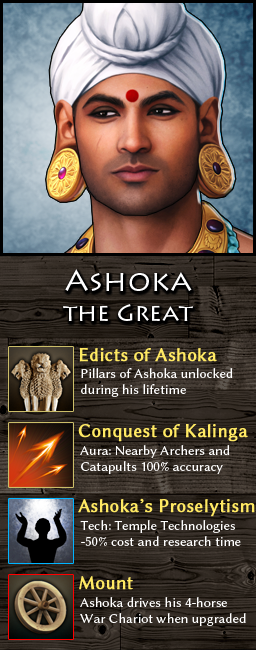 Ashoka
the Great
Edicts of Ashoka
Pillars of Ashoka unlocked
during his lifetime
Conquest of Kalinga
Aura: Nearby Archers and
Catapults 100% accuracy
Ashoka's Proselytism
Tech: Temple Technologies
-50% cost and research time
Mount
Ashoka drives his 4-horse
War Chariot when upgraded